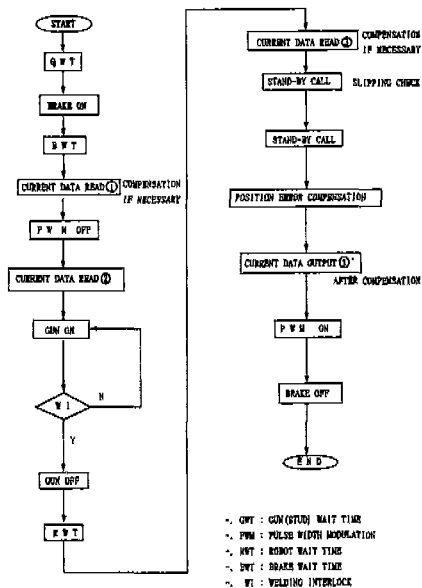 START
G W T
BRAKE ON
B W T
CURRENT DATA READ ①
COMPENSATION
IF NECESSARY
P W M OFF
CURRENT DATA READ ②
GUN ON
W I
N
Y
GUN OFF
R W T
CURRENT DATA READ ③
COMPENSATION
IF NECESSARY
STAND-BY CALL
SLIPPING CHECK
STAND-BY CALL
POSITION ERROR COMPENSATION
CURRENT DATA OUTPUT ①'
AFTER COMPENSATION
P W M ON
BRAKE OFF
E N D
-. GWT : GUN(STUD) WAIT TIME
-. PWM : PULSE WIDTH MODULATION
-. RWT : ROBOT WAIT TIME
-. BWT : BRAKE WAIT TIME
-. WI : WELDING INTERLOCK